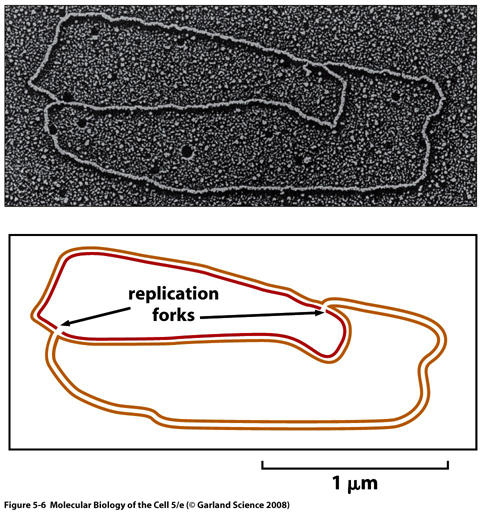 replication
forks
1 μm
Figure 5-6 Molecular Biology of the Cell 5/e (© Garland Science 2008)